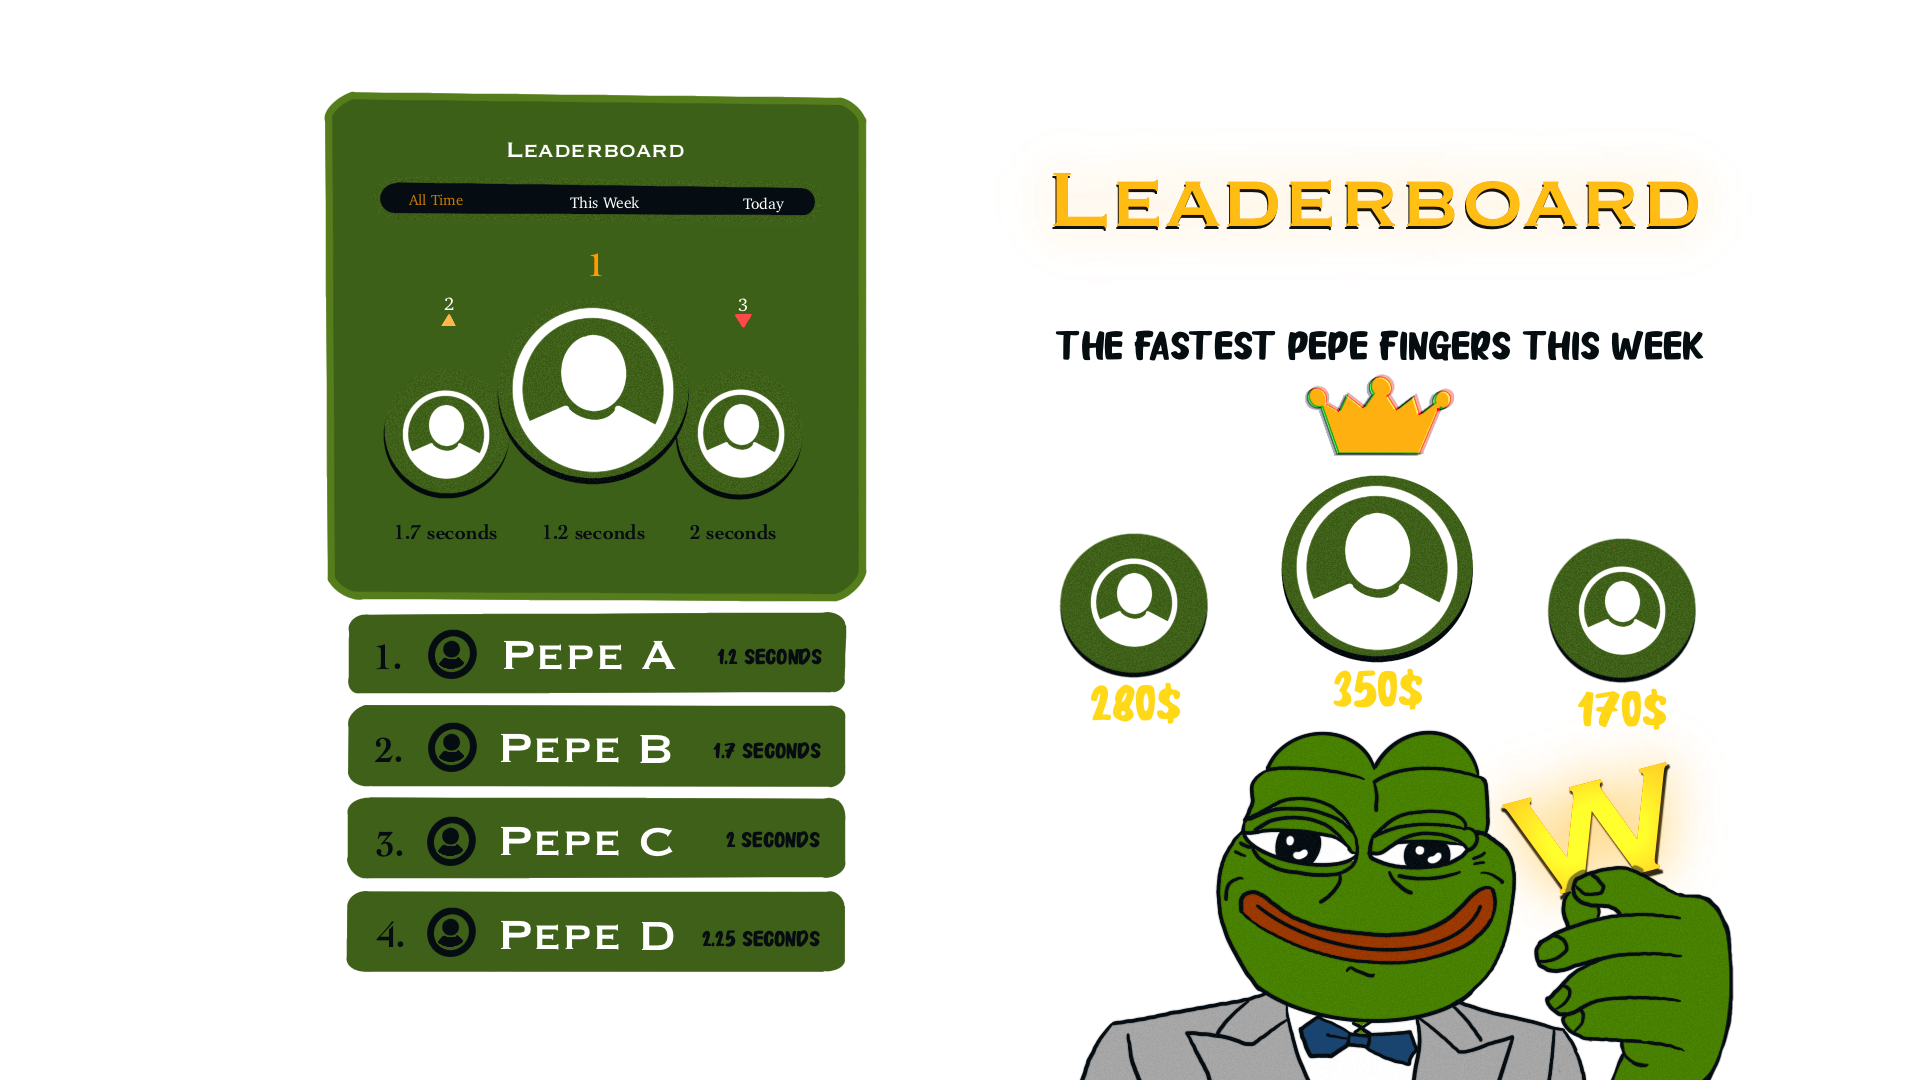 Leaderboard
All Time This Week Today
1
2
3
1.7 seconds 1.2 seconds 2 seconds
1. Pepe A 1.2 SECONDS
2. Pepe B 1.7 SECONDS
3. Pepe C 2 SECONDS
4. Pepe D 2.25 SECONDS
Leaderboard
THE FASTEST PEPE FINGERS THIS WEEK
280$ 350$ 170$
W